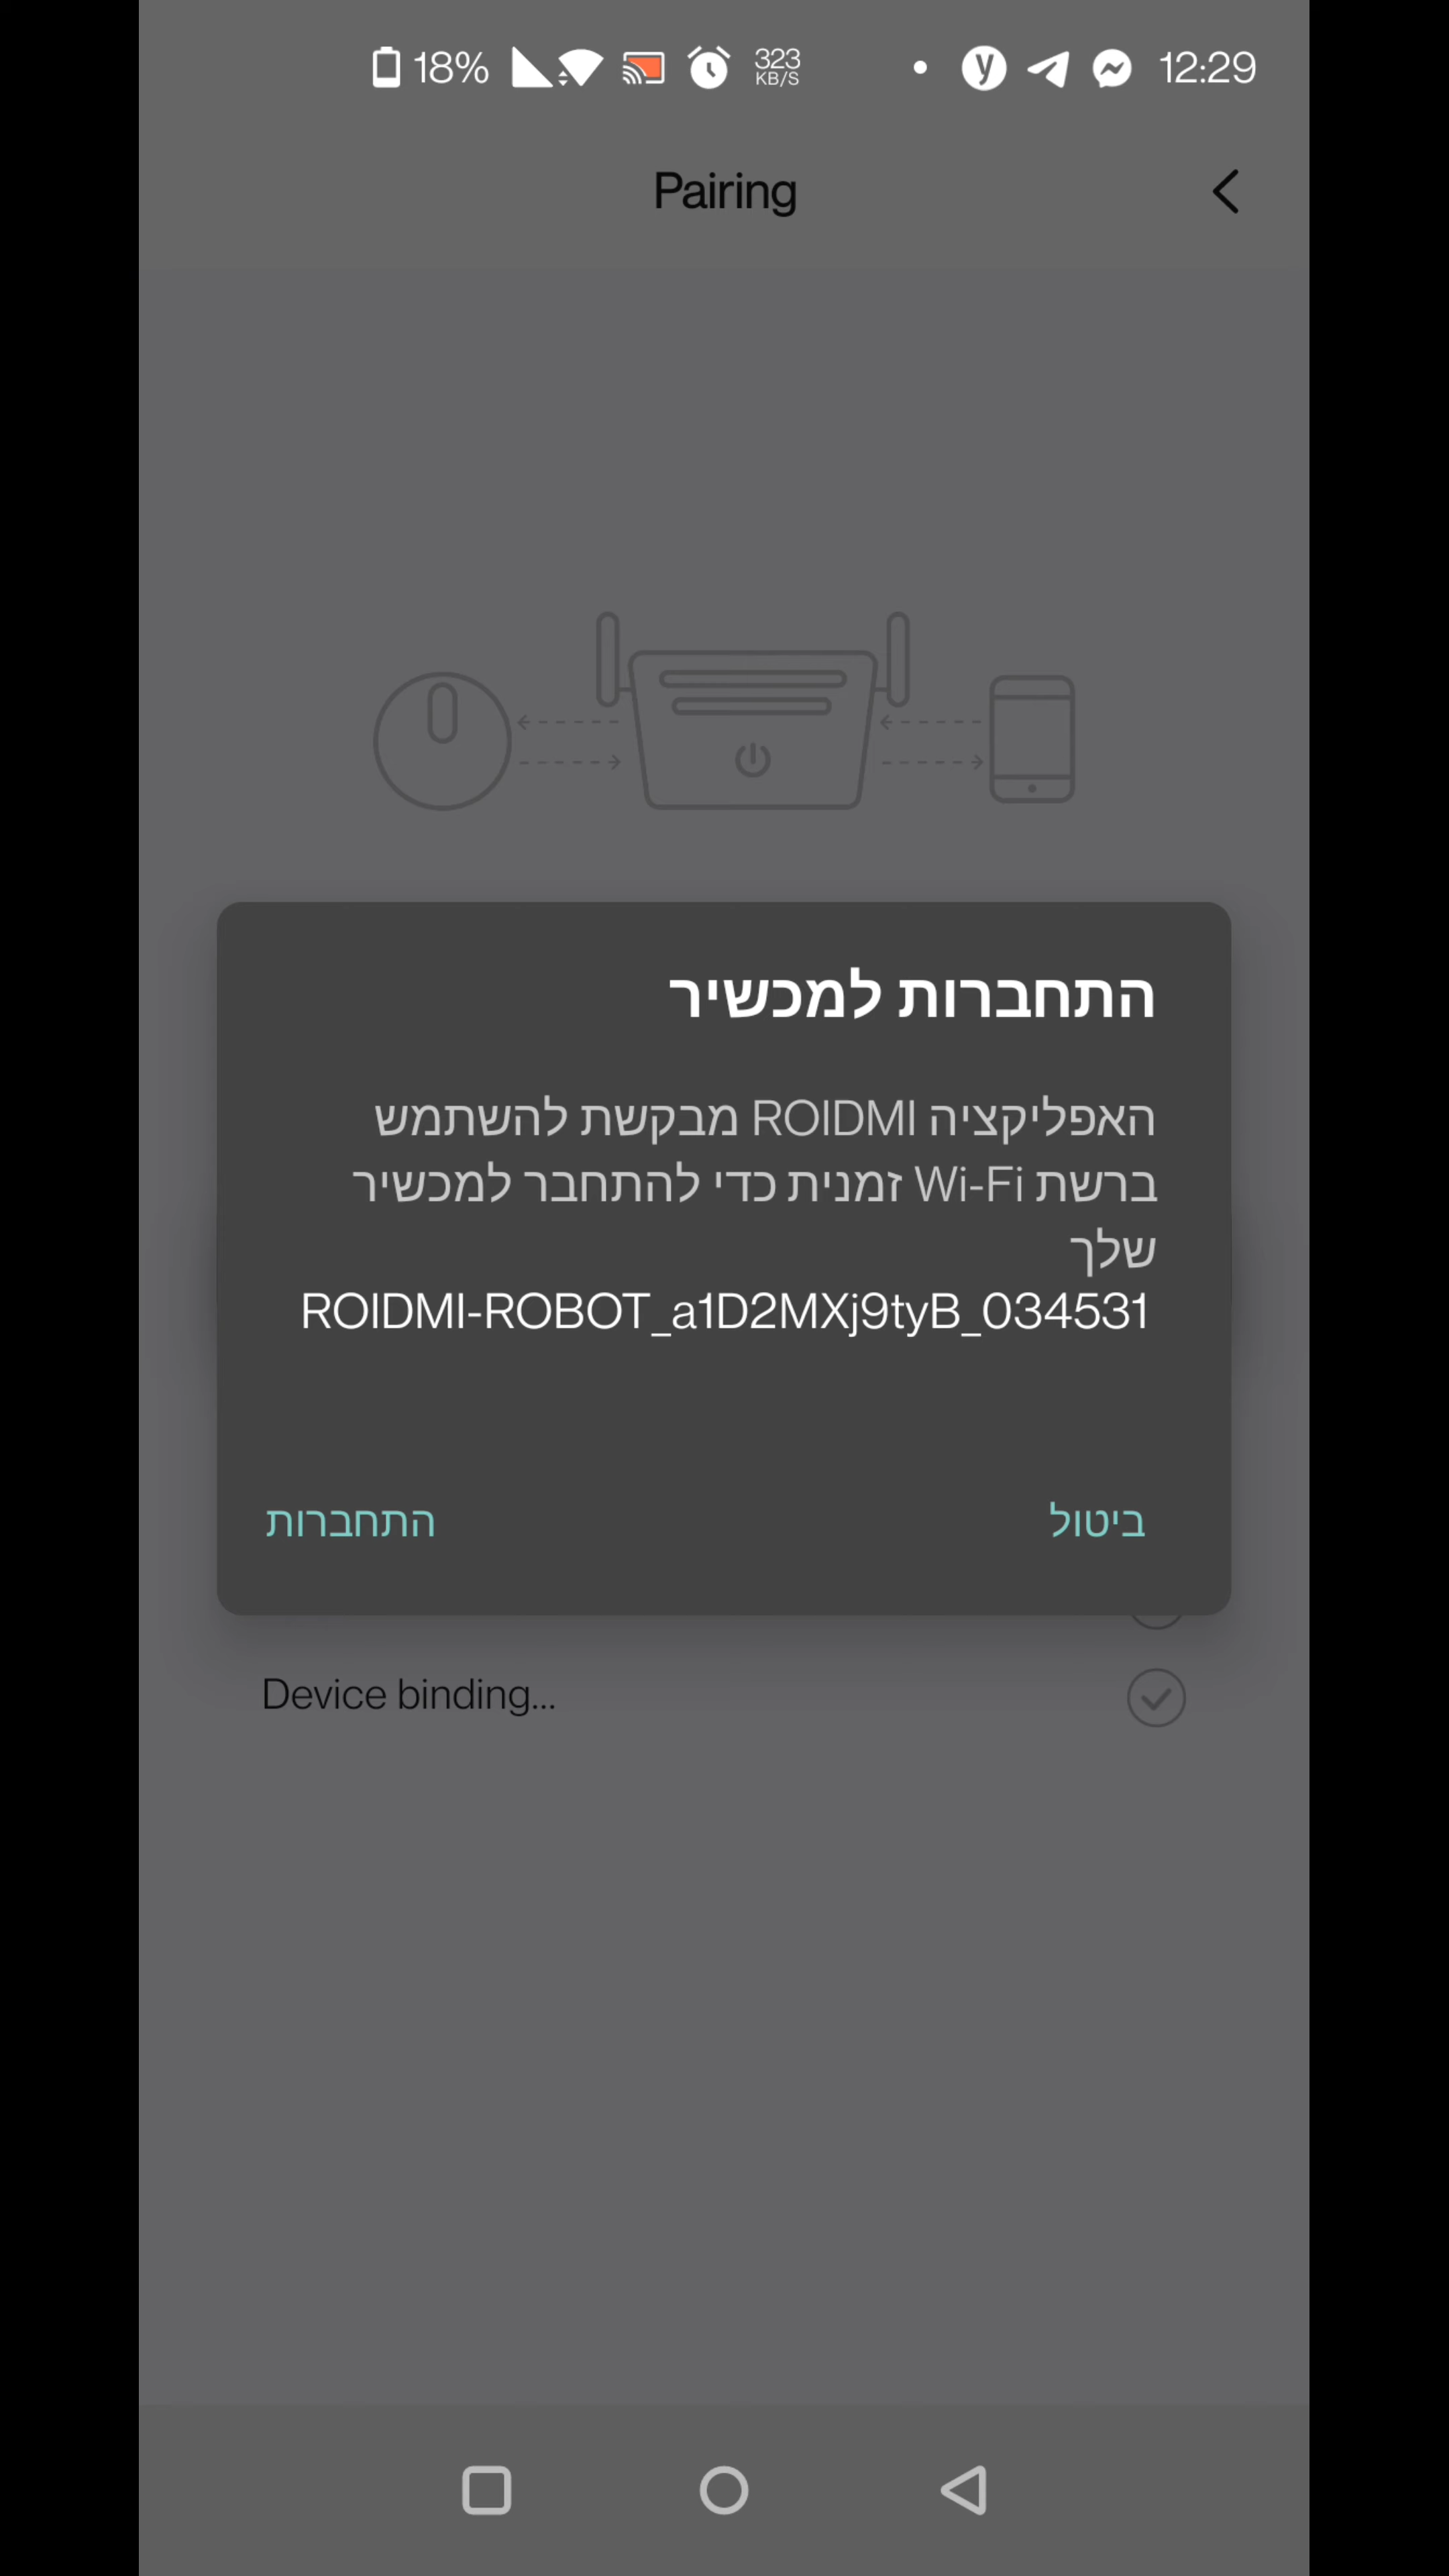 18%
323
KB/S
y
12:29
Pairing
התחברות למכשיר
האפליקציה ROIDMI מבקשת להשתמש
ברשת Wi-Fi זמנית כדי להתחבר למכשיר
שלך
ROIDMI-ROBOT_a1D2MXj9tyB_034531
ביטול
התחברות
Device binding...